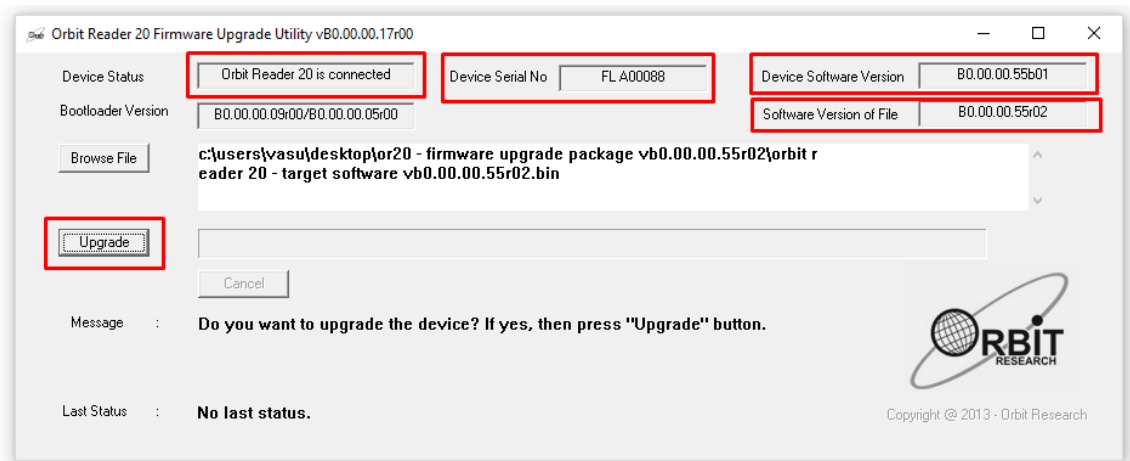 Orbit Reader 20 Firmware Upgrade Utility vB0.00.00.17r00
Device Status Orbit Reader 20 is connected Device Serial No FL A00088 Device Software Version B0.00.00.55b01
Bootloader Version B0.00.00.09r00/B0.00.00.05r00 Software Version of File B0.00.00.55r02
Browse File c:\users\vasu\desktop\or20 - firmware upgrade package vb0.00.00.55r02\orbit r
eader 20 - target software vb0.00.00.55r02.bin
Upgrade
Cancel
Message : Do you want to upgrade the device? If yes, then press "Upgrade" button.
ORBIT
RESEARCH
Last Status : No last status.
Copyright @ 2013 - Orbit Research